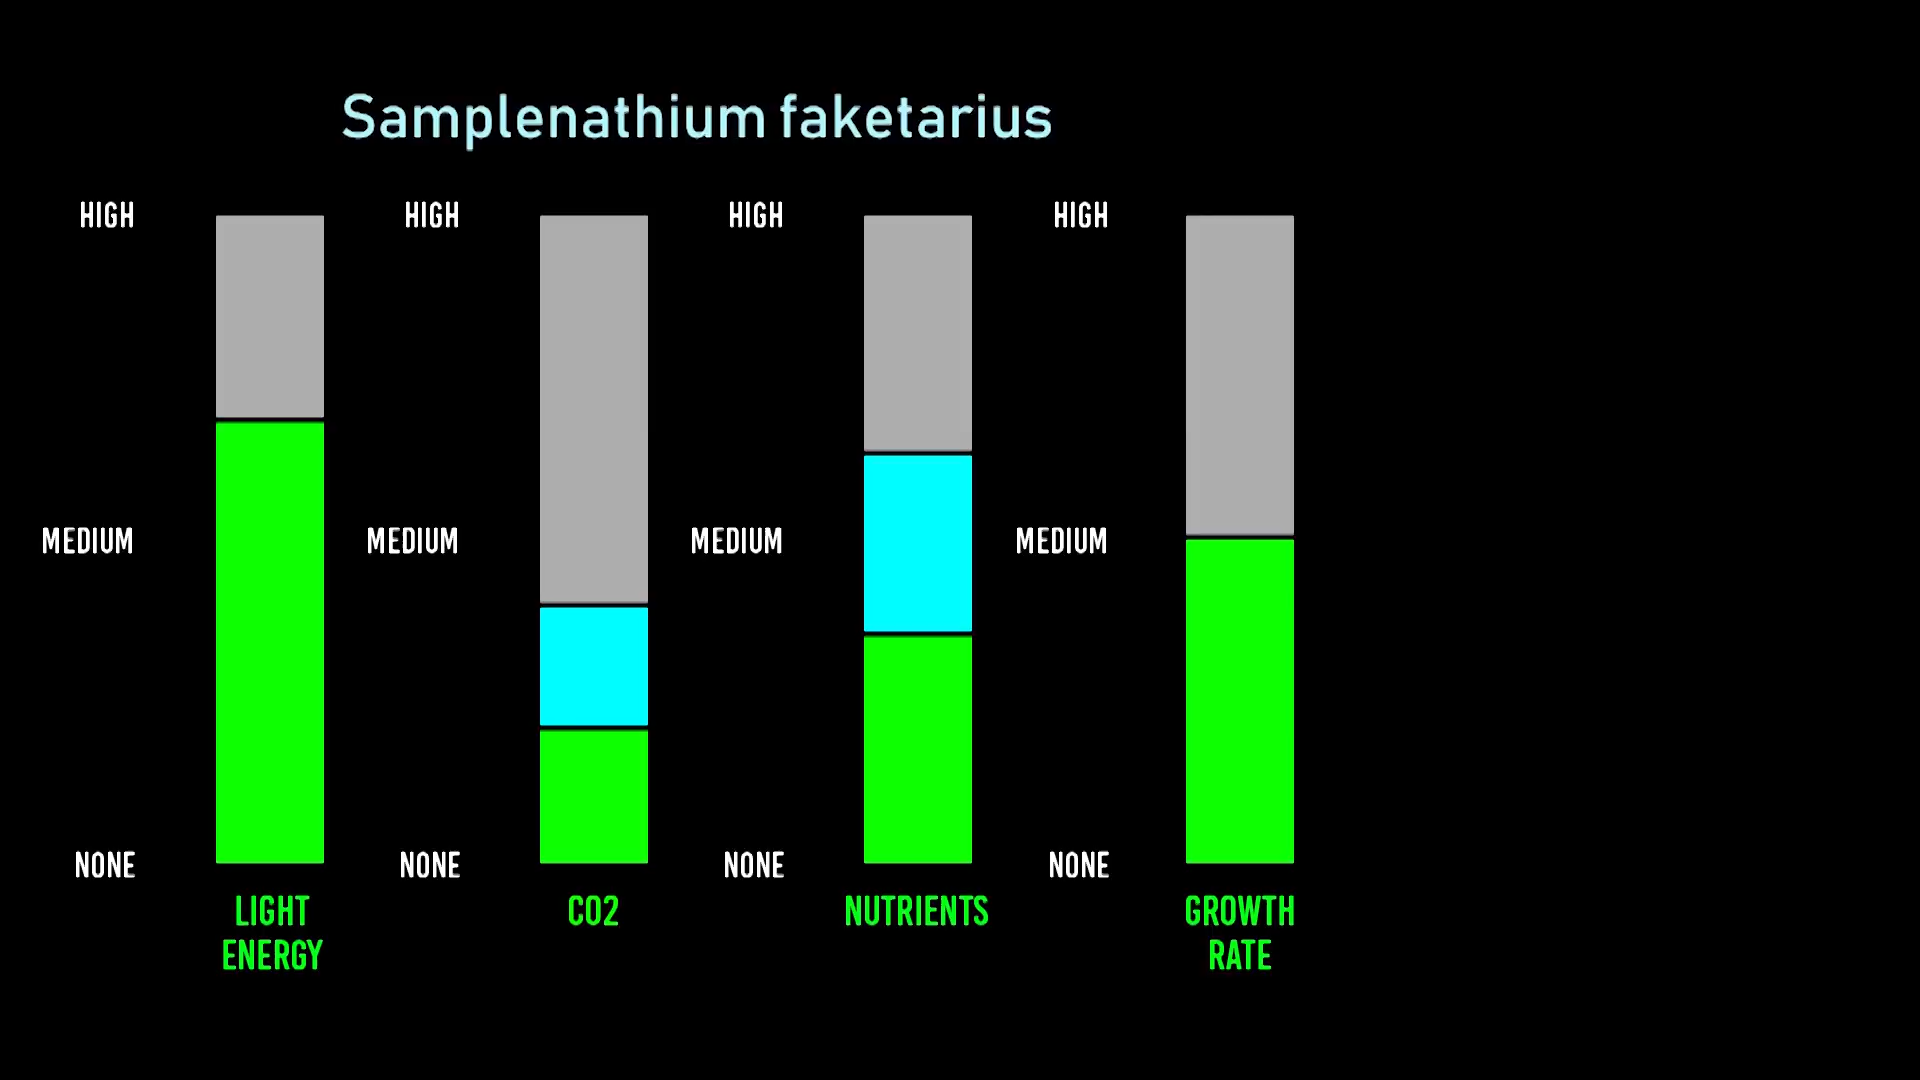 Samplenathium faketarius
HIGH HIGH HIGH HIGH
MEDIUM MEDIUM MEDIUM MEDIUM
NONE NONE NONE NONE
LIGHT ENERGY
CO2
NUTRIENTS
GROWTH RATE